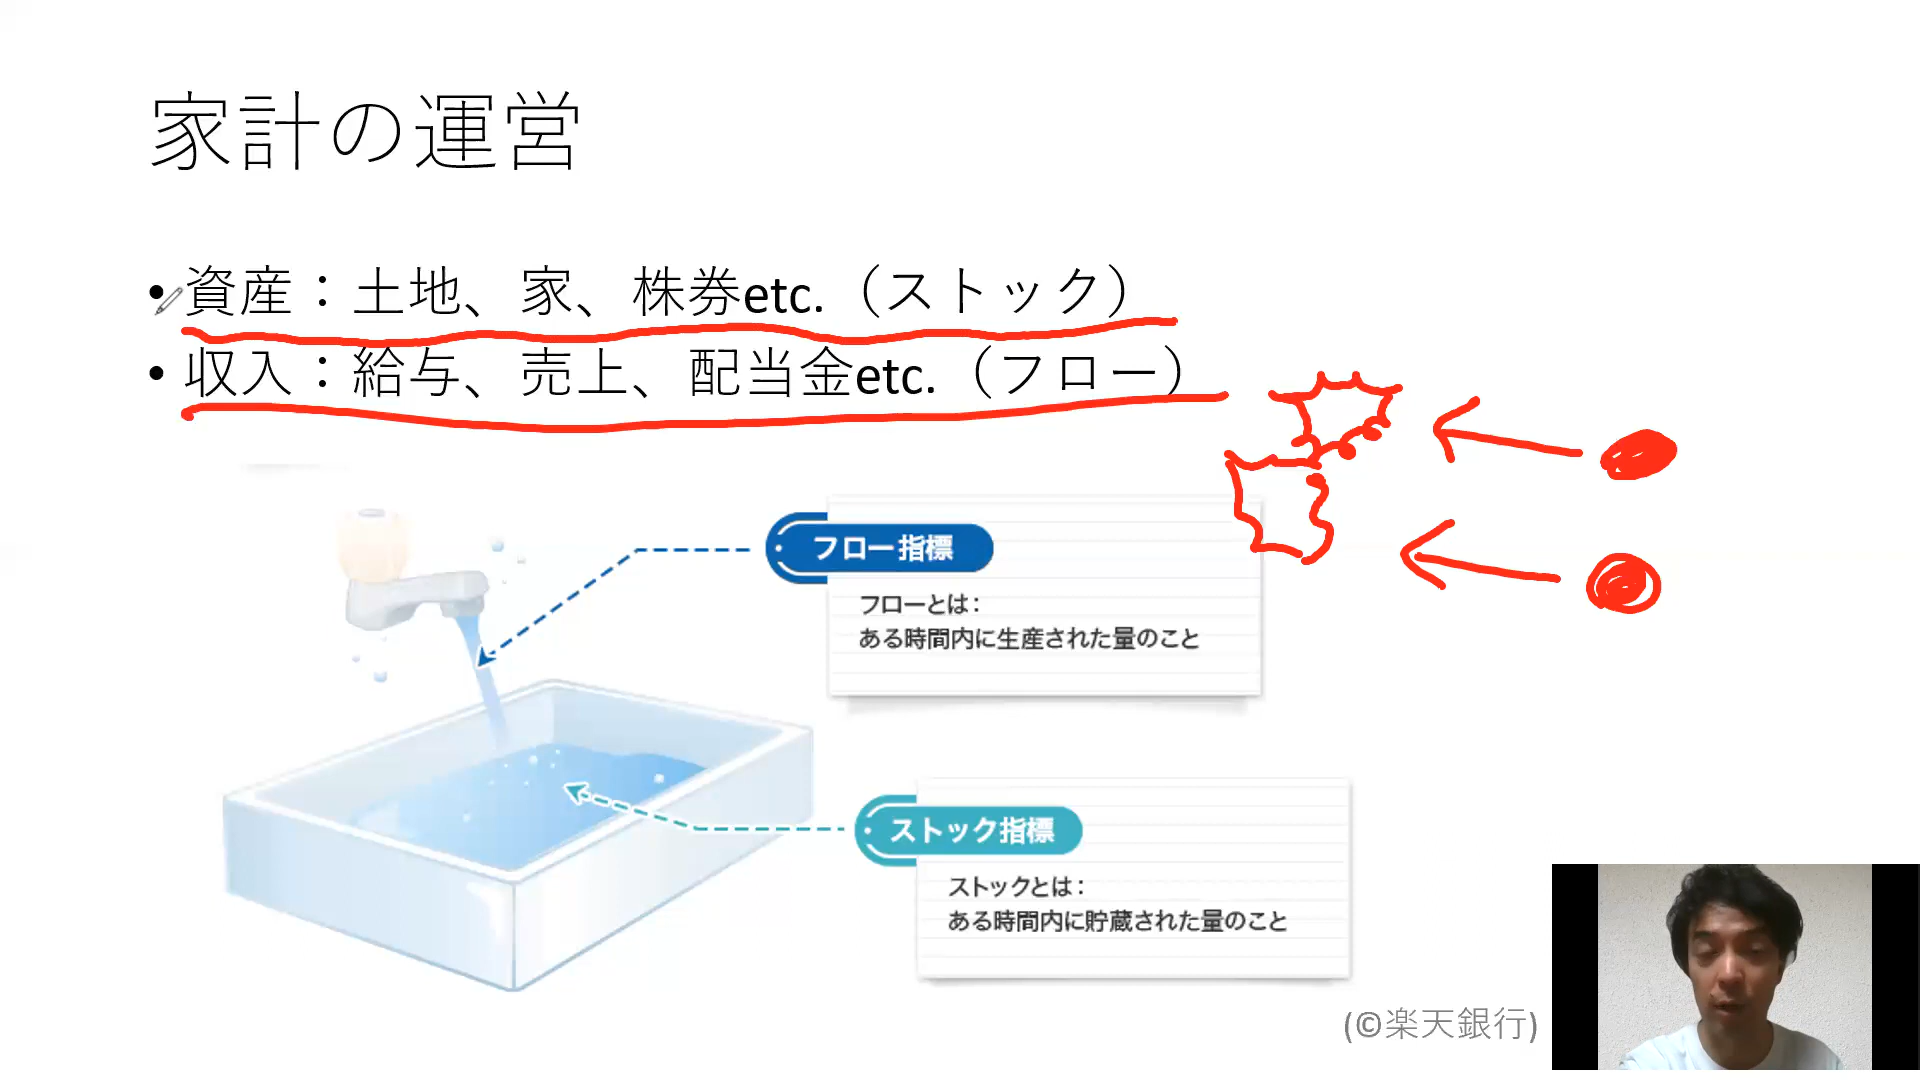 家計の運営
•資産：土地、家、株券etc.（ストック）
•収入：給与、売上、配当金etc.（フロー）
フロー指標
フローとは：
ある時間内に生産された量のこと
ストック指標
ストックとは：
ある時間内に貯蔵された量のこと
(©楽天銀行)